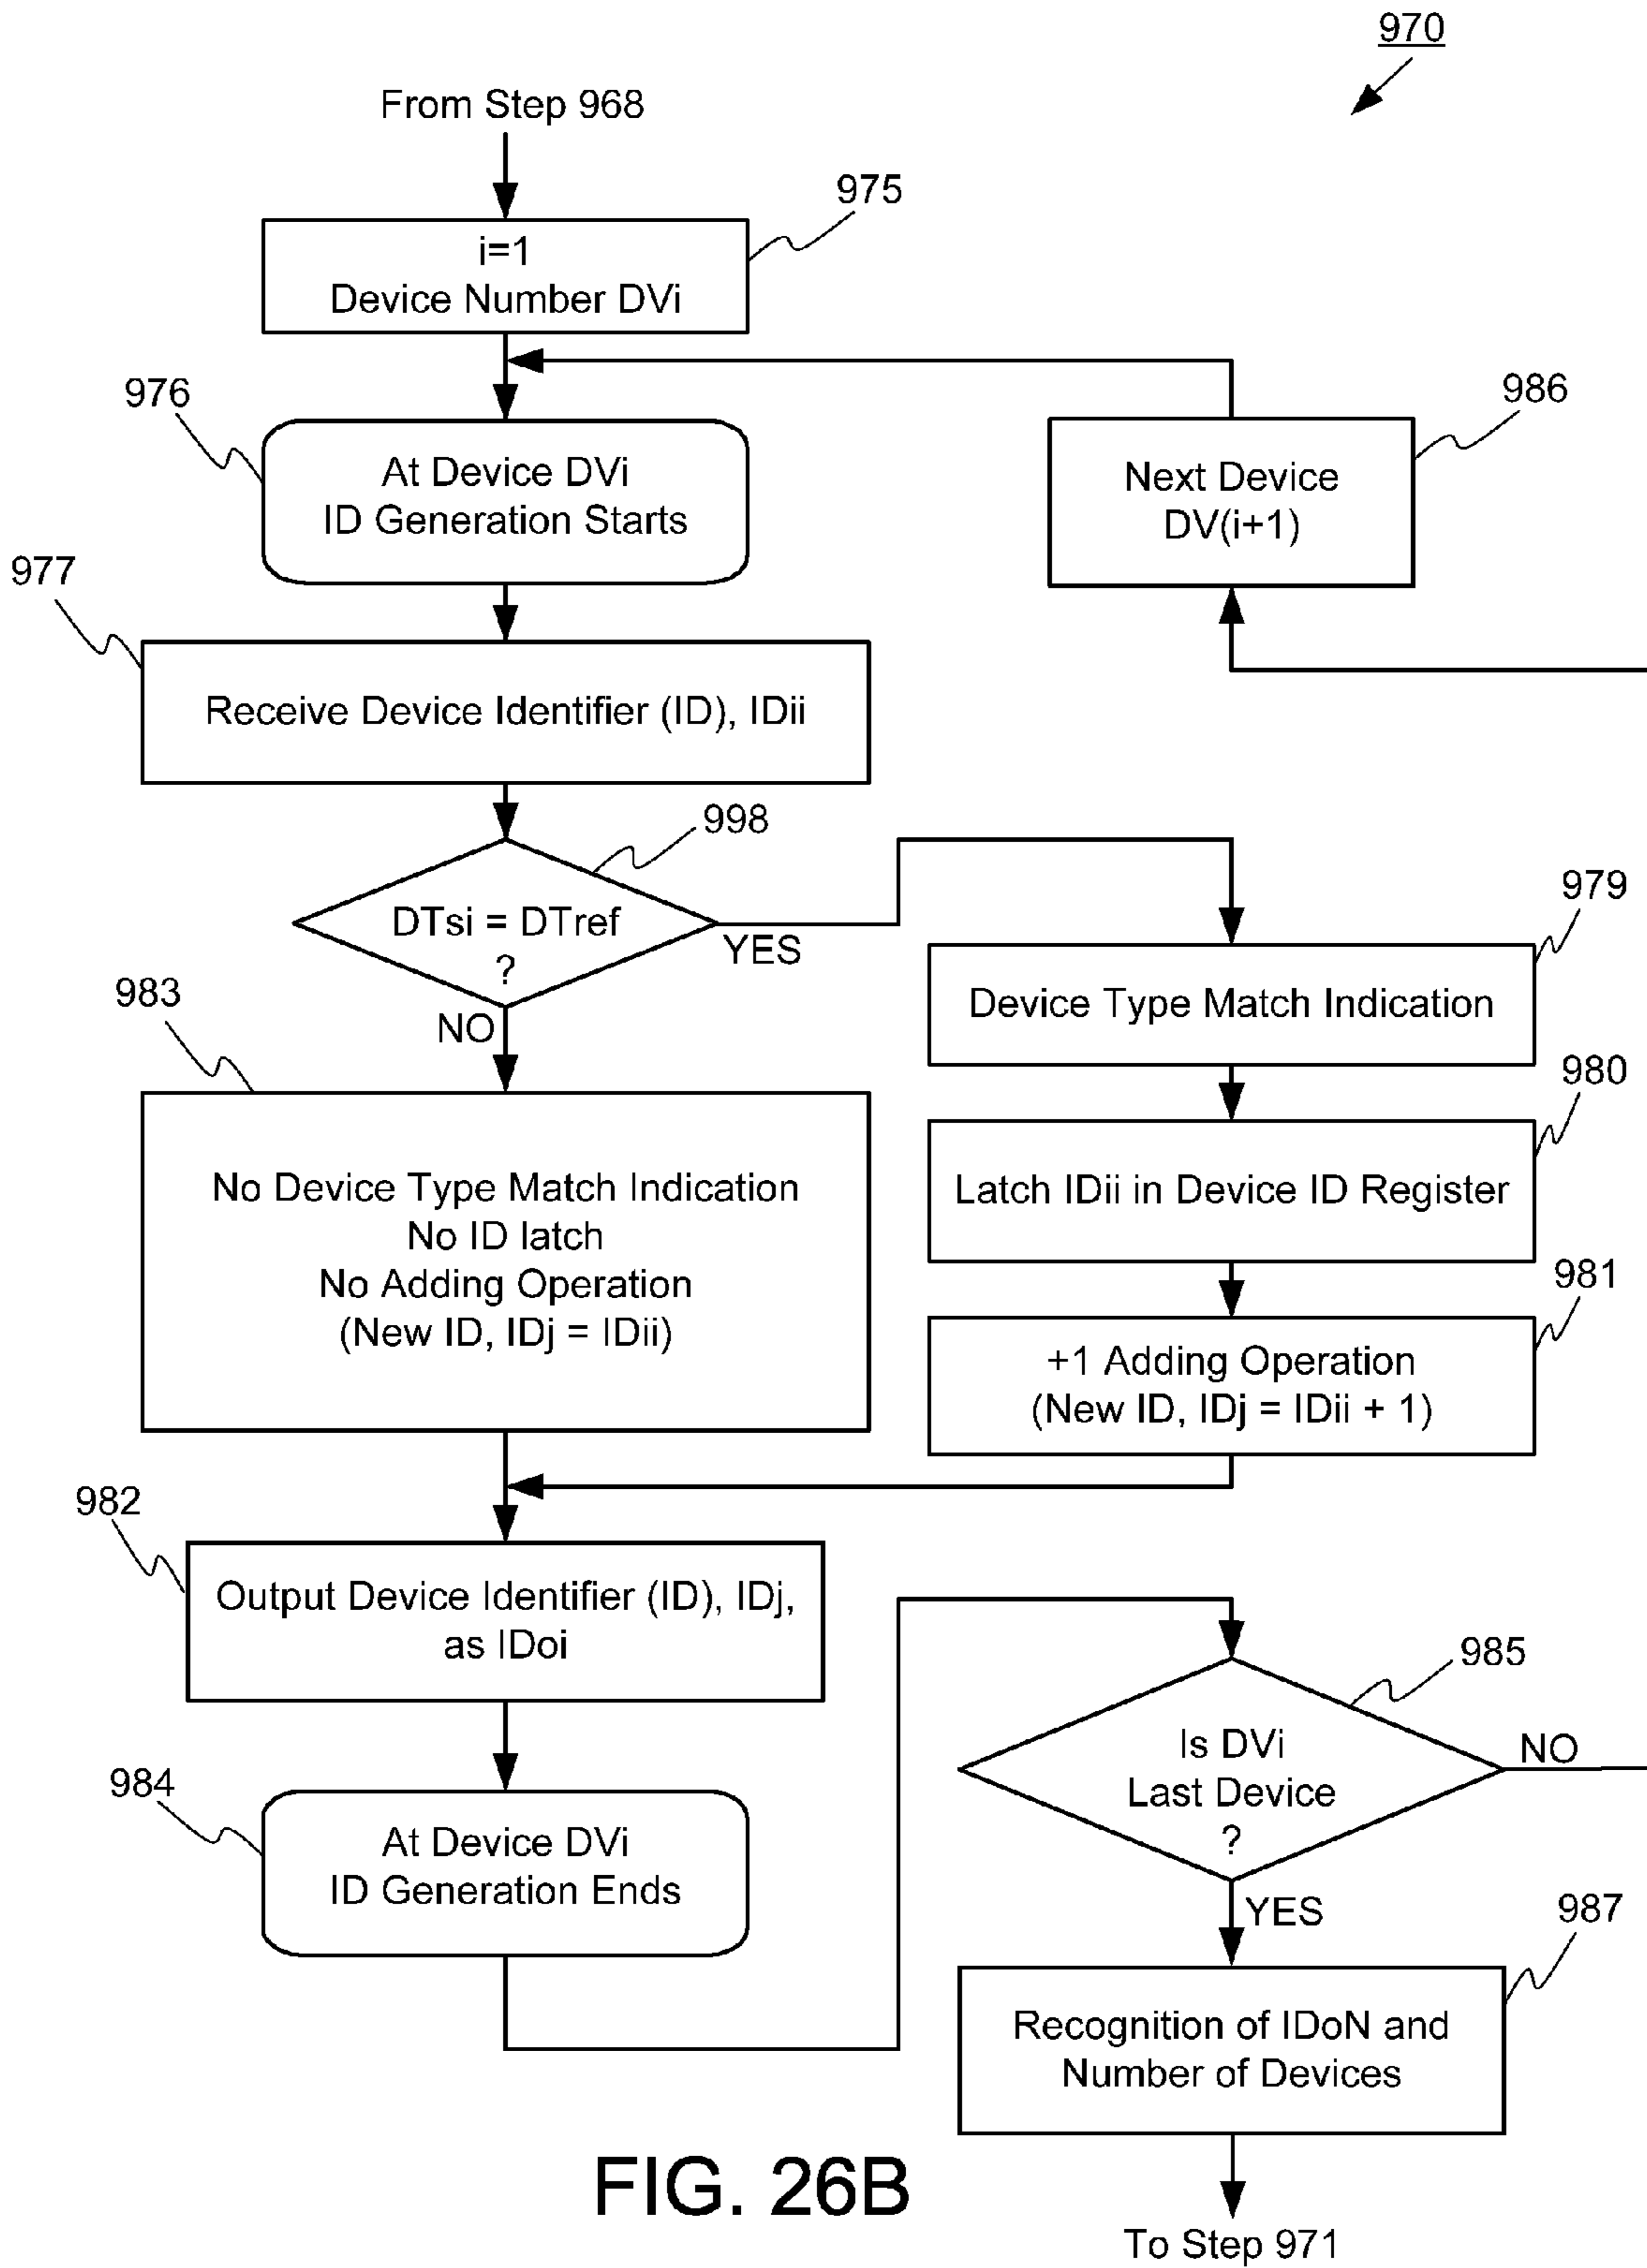 970
From Step 968
975
i=1
Device Number DVi
976
At Device DVi
ID Generation Starts
986
Next Device
DV(i+1)
977
Receive Device Identifier (ID), IDii
998
DTsi = DTref
?
YES
NO
979
Device Type Match Indication
983
No Device Type Match Indication
No ID latch
No Adding Operation
(New ID, IDj = IDii)
980
Latch IDii in Device ID Register
981
+1 Adding Operation
(New ID, IDj = IDii + 1)
982
Output Device Identifier (ID), IDj,
as IDoi
984
At Device DVi
ID Generation Ends
985
Is DVi
Last Device
?
NO
YES
987
Recognition of IDoN and
Number of Devices
To Step 971
FIG. 26B